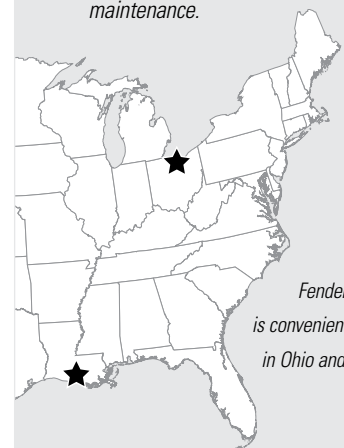 maintenance.
Fender
is convenien
in Ohio and